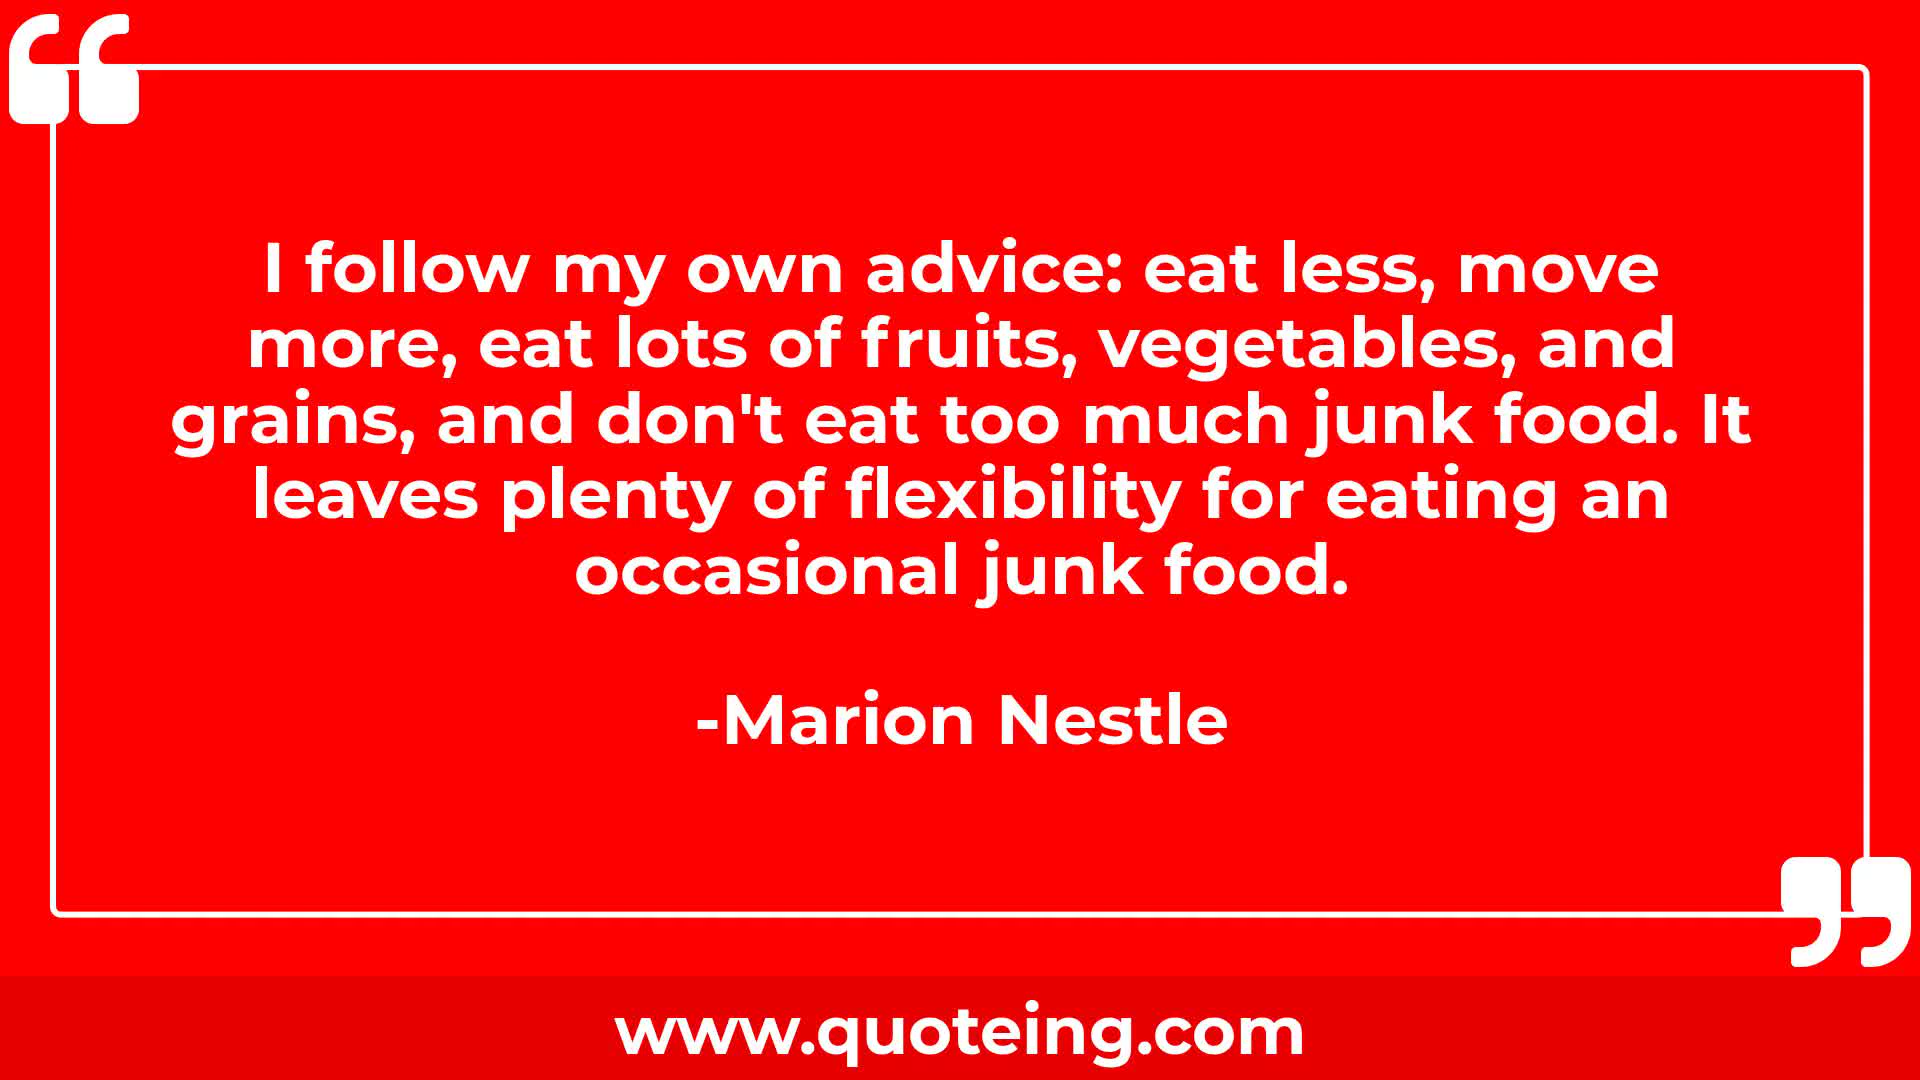 I follow my own advice: eat less, move
more, eat lots of fruits, vegetables, and
grains, and don't eat too much junk food. It
leaves plenty of flexibility for eating an
occasional junk food.
-Marion Nestle
www.quoteing.com